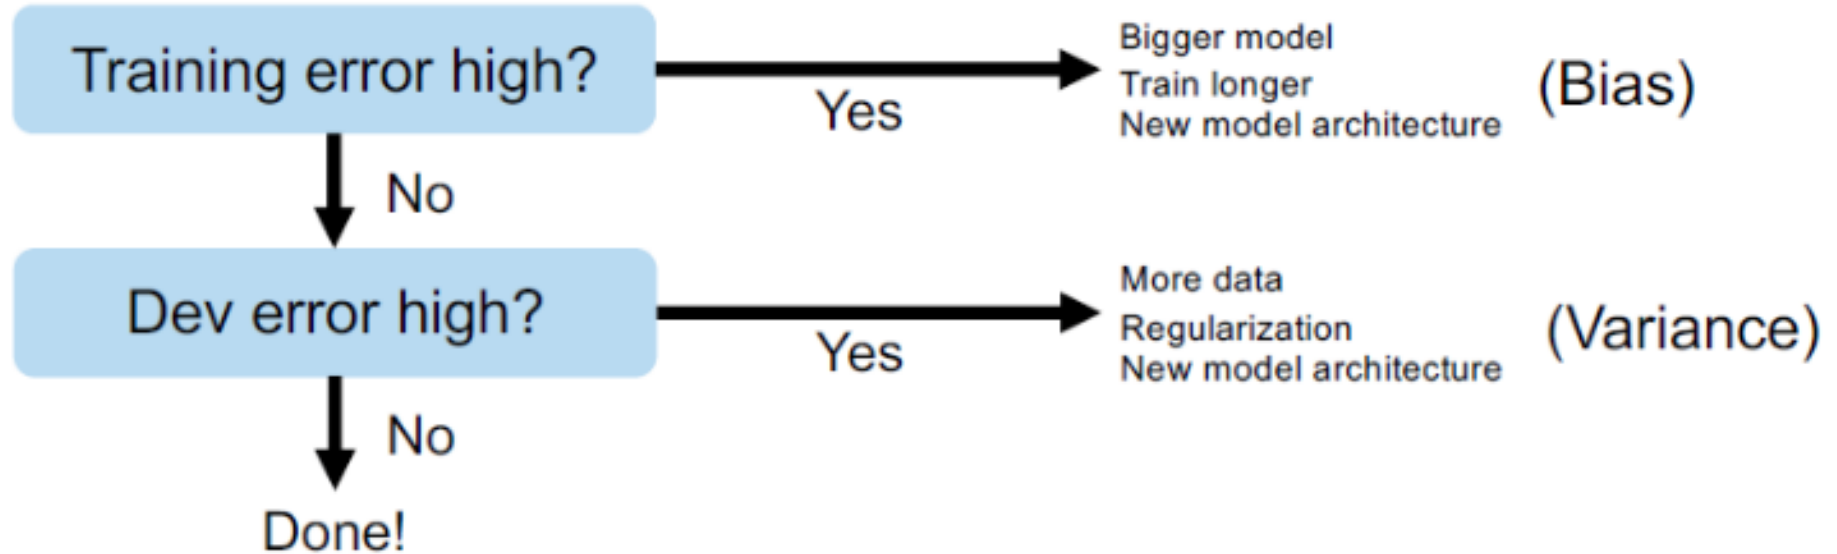 Training error high?
Yes
Bigger model
Train longer
New model architecture
(Bias)
No
Dev error high?
Yes
More data
Regularization
New model architecture
(Variance)
No
Done!